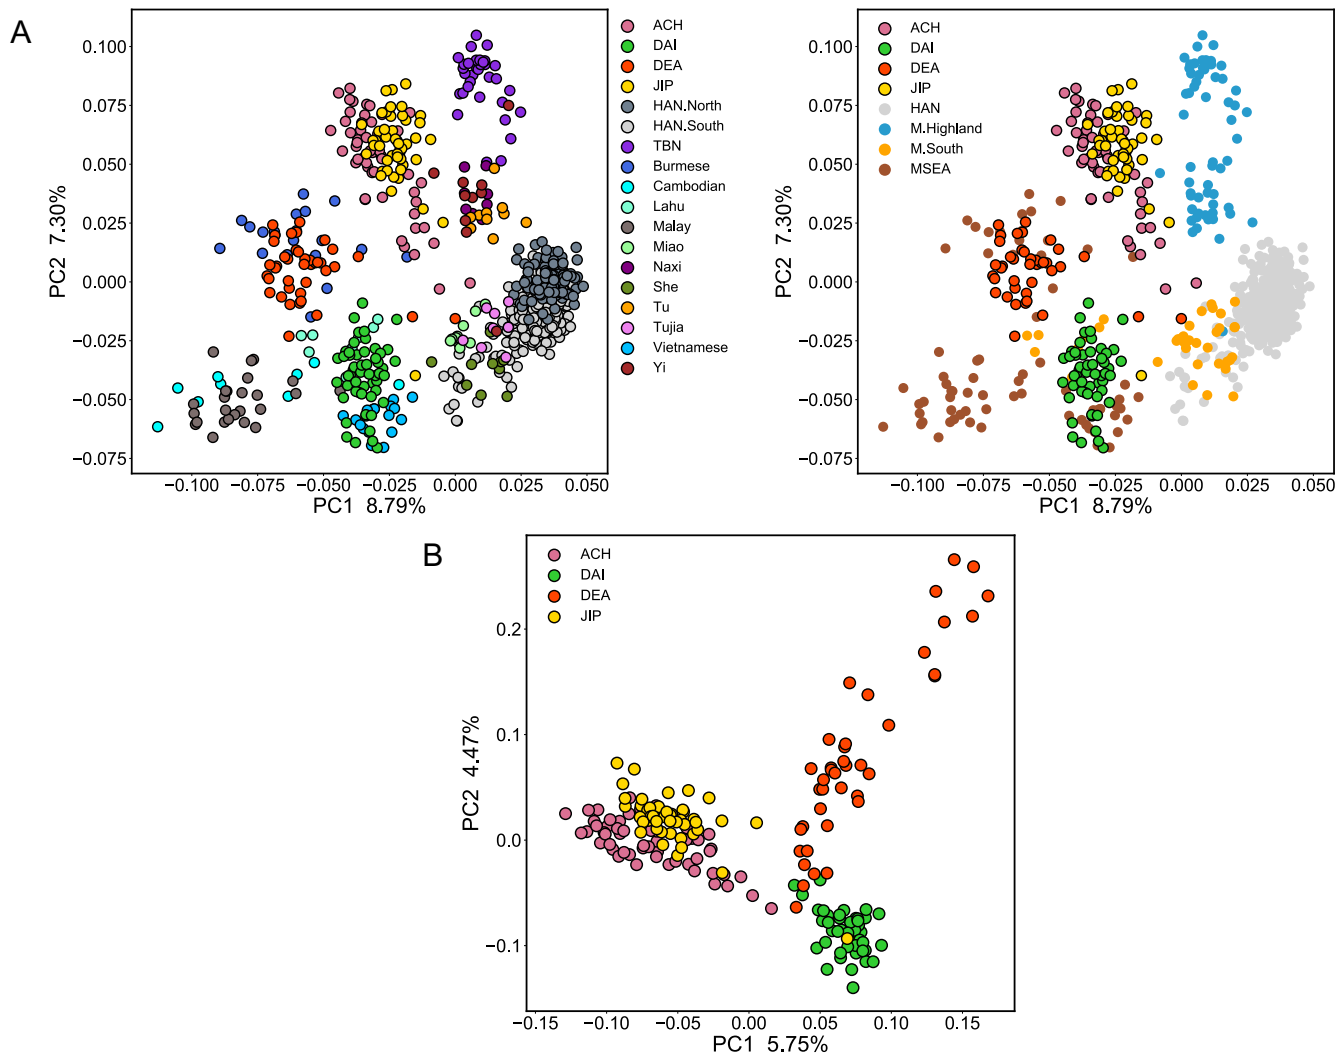 A
PC2 7.30%
0.100
0.075
0.050
0.025
0.000
−0.025
−0.050
−0.075
−0.100
−0.075
−0.050
−0.025
0.000
0.025
0.050
PC1 8.79%
ACH
DAI
DEA
JIP
HAN.North
HAN.South
TBN
Burmese
Cambodian
Lahu
Malay
Miao
Naxi
She
Tu
Tujia
Vietnamese
Yi
PC2 7.30%
0.100
0.075
0.050
0.025
0.000
−0.025
−0.050
−0.075
ACH
DAI
DEA
JIP
HAN
M.Highland
M.South
MSEA
−0.100
−0.075
−0.050
−0.025
0.000
0.025
0.050
PC1 8.79%
B
ACH
DAI
DEA
JIP
PC2 4.47%
0.2
0.1
0.0
−0.1
−0.15
−0.10
−0.05
0.00
0.05
0.10
0.15
PC1 5.75%